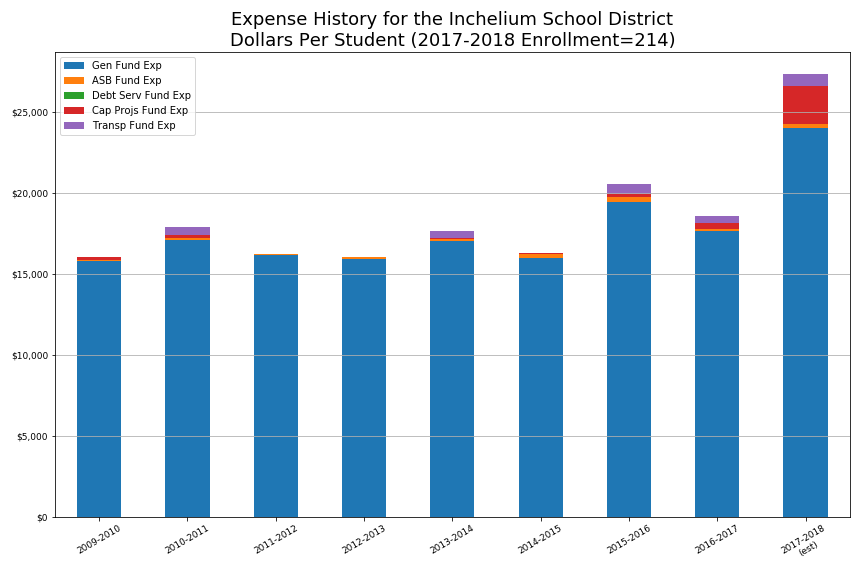 Expense History for the Inchelium School District
Dollars Per Student (2017-2018 Enrollment=214)
Gen Fund Exp
ASB Fund Exp
Debt Serv Fund Exp
Cap Projs Fund Exp
Transp Fund Exp
$25,000
$20,000
$15,000
$10,000
$5,000
$0
2009-2010
2010-2011
2011-2012
2012-2013
2013-2014
2014-2015
2015-2016
2016-2017
2017-2018
(est)